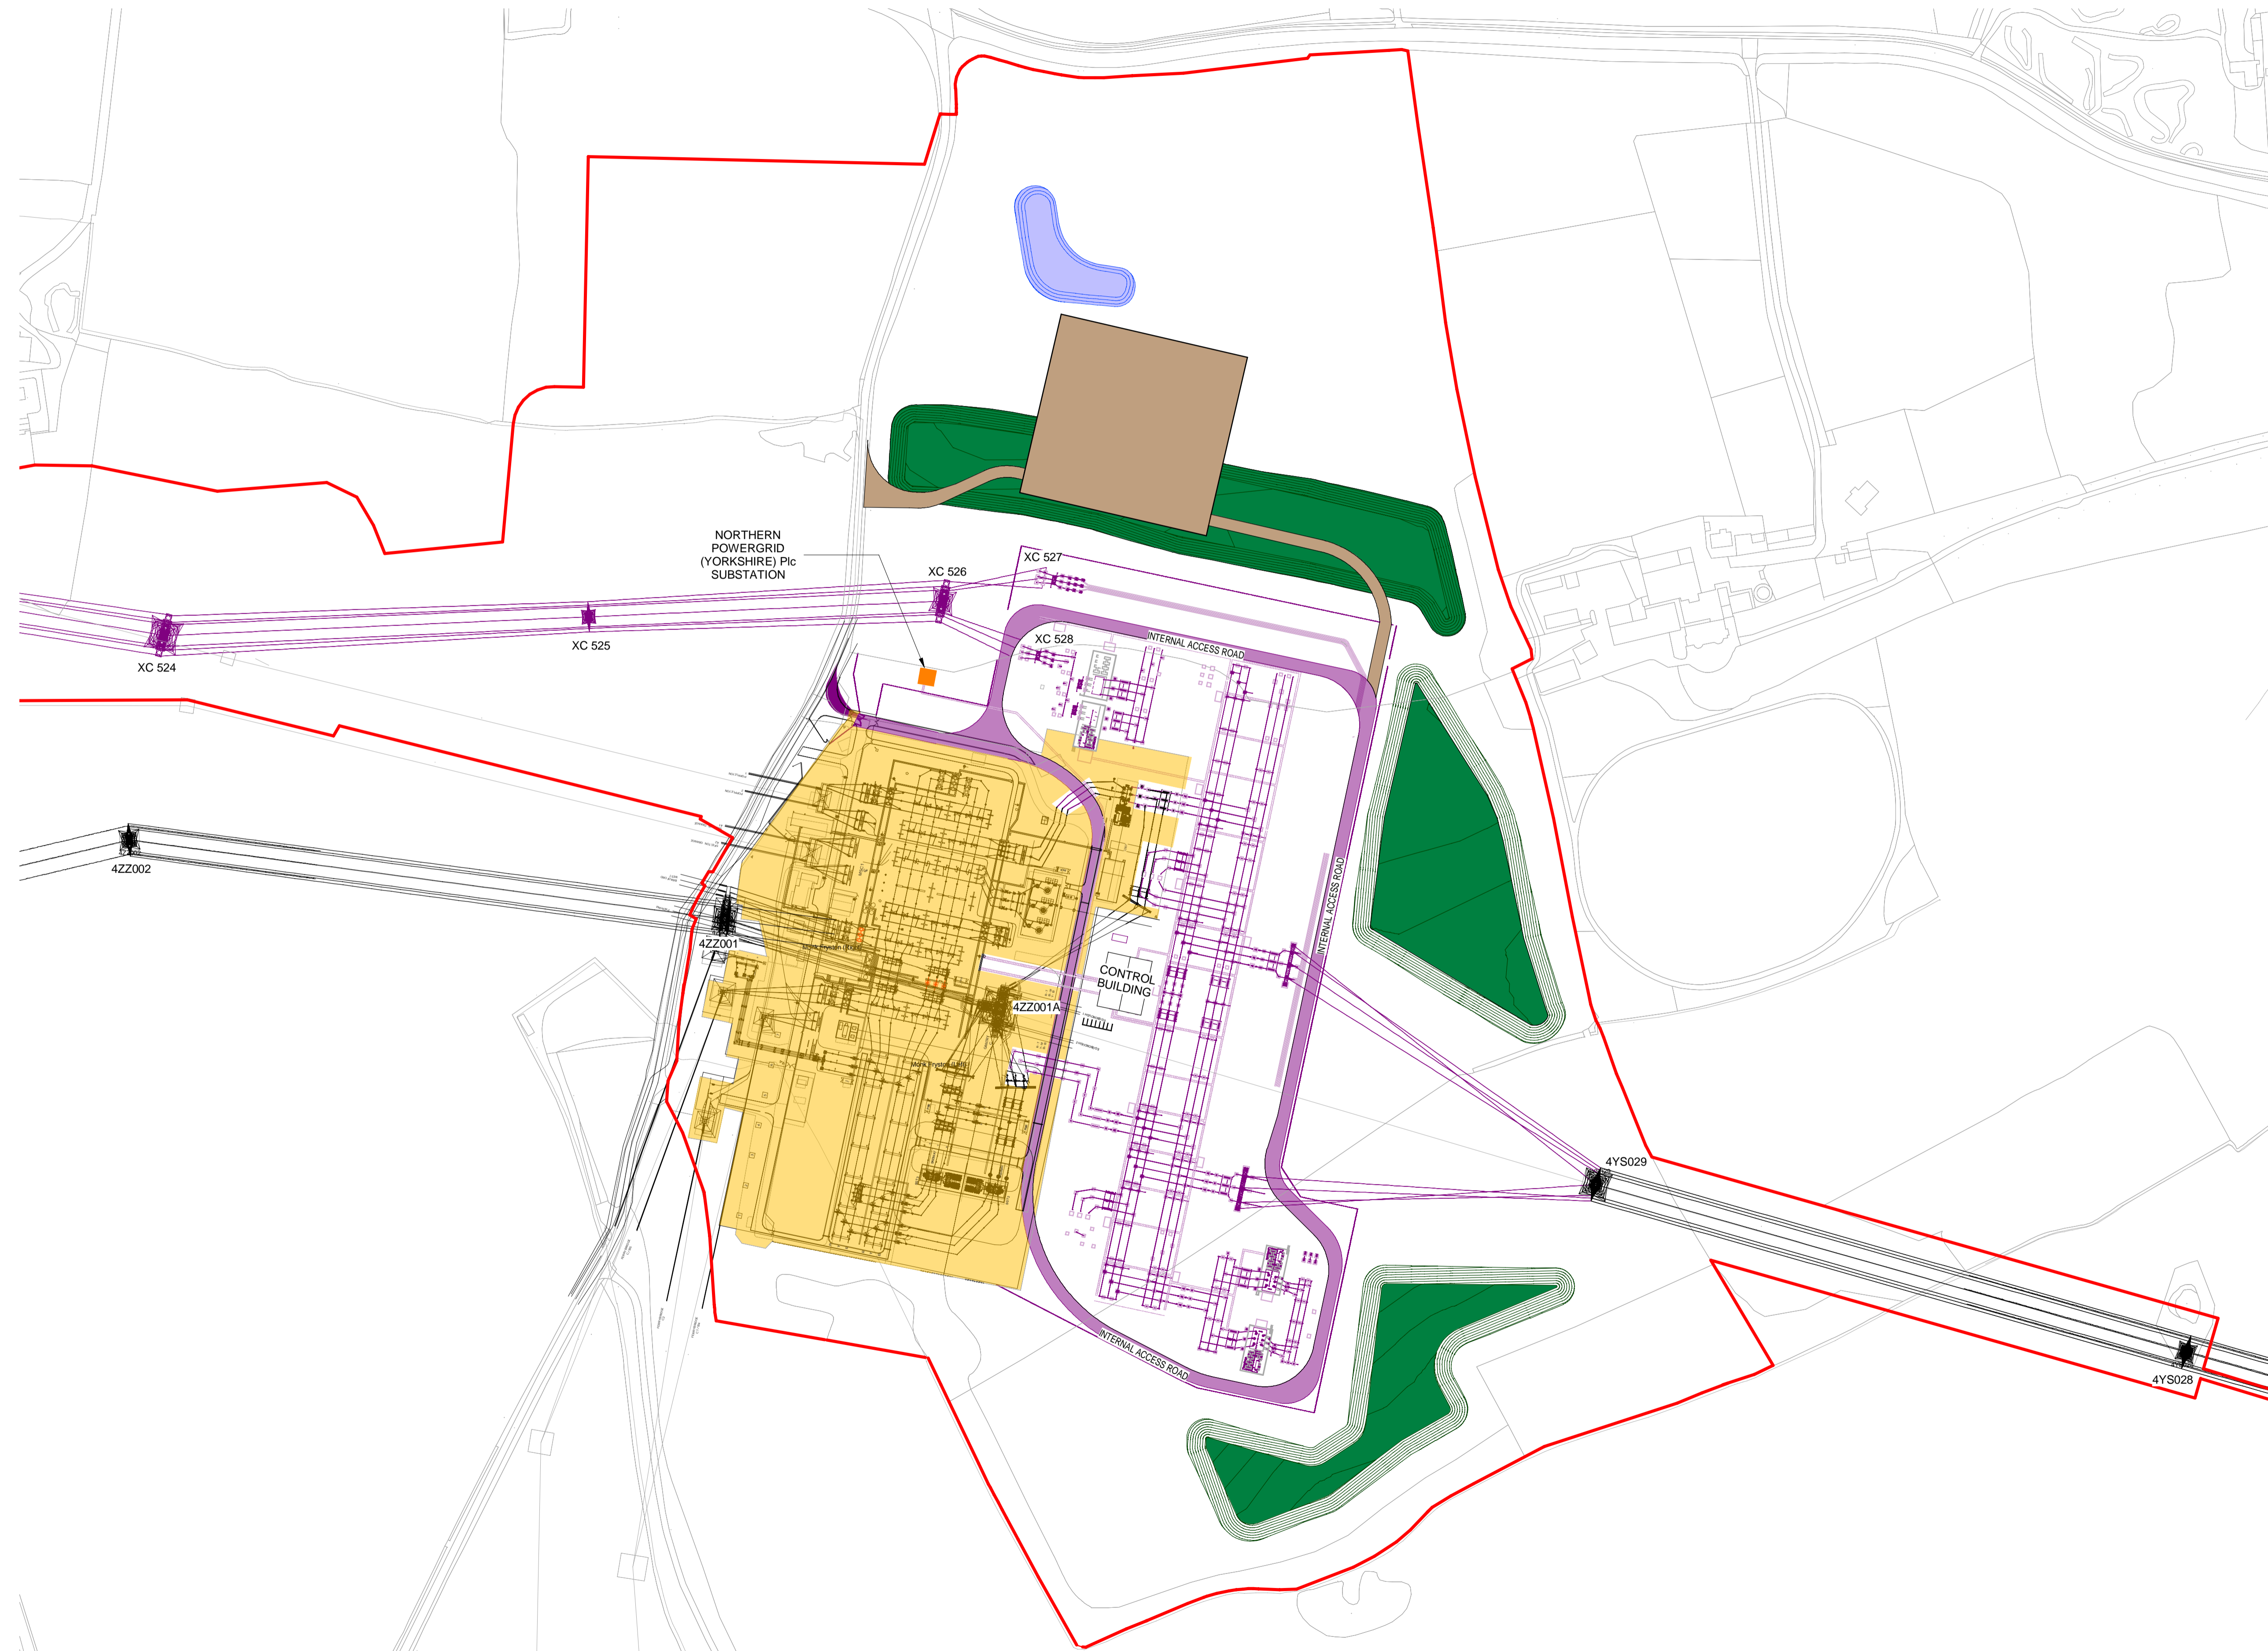 NORTHERN
POWERGRID
(YORKSHIRE) Plc
SUBSTATION
XC 527
XC 526
XC 528
INTERNAL ACCESS ROAD
XC 525
XC 524
4ZZ002
4ZZ001
INTERNAL ACCESS ROAD
CONTROL
BUILDING
4ZZ001A
4YS029
INTERNAL ACCESS ROAD
4YS028